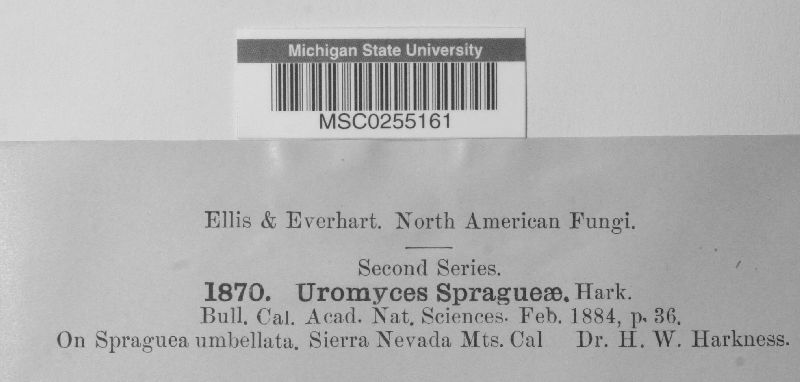 Michigan State University
MSC0255161
Ellis & Everhart. North American Fungi.
Second Series.
1870. Uromyces Spragueæ. Hark.
Bull. Cal. Acad. Nat. Sciences. Feb. 1884, p. 36.
On Spraguea umbellata. Sierra Nevada Mts. Cal Dr. H. W. Harkness.